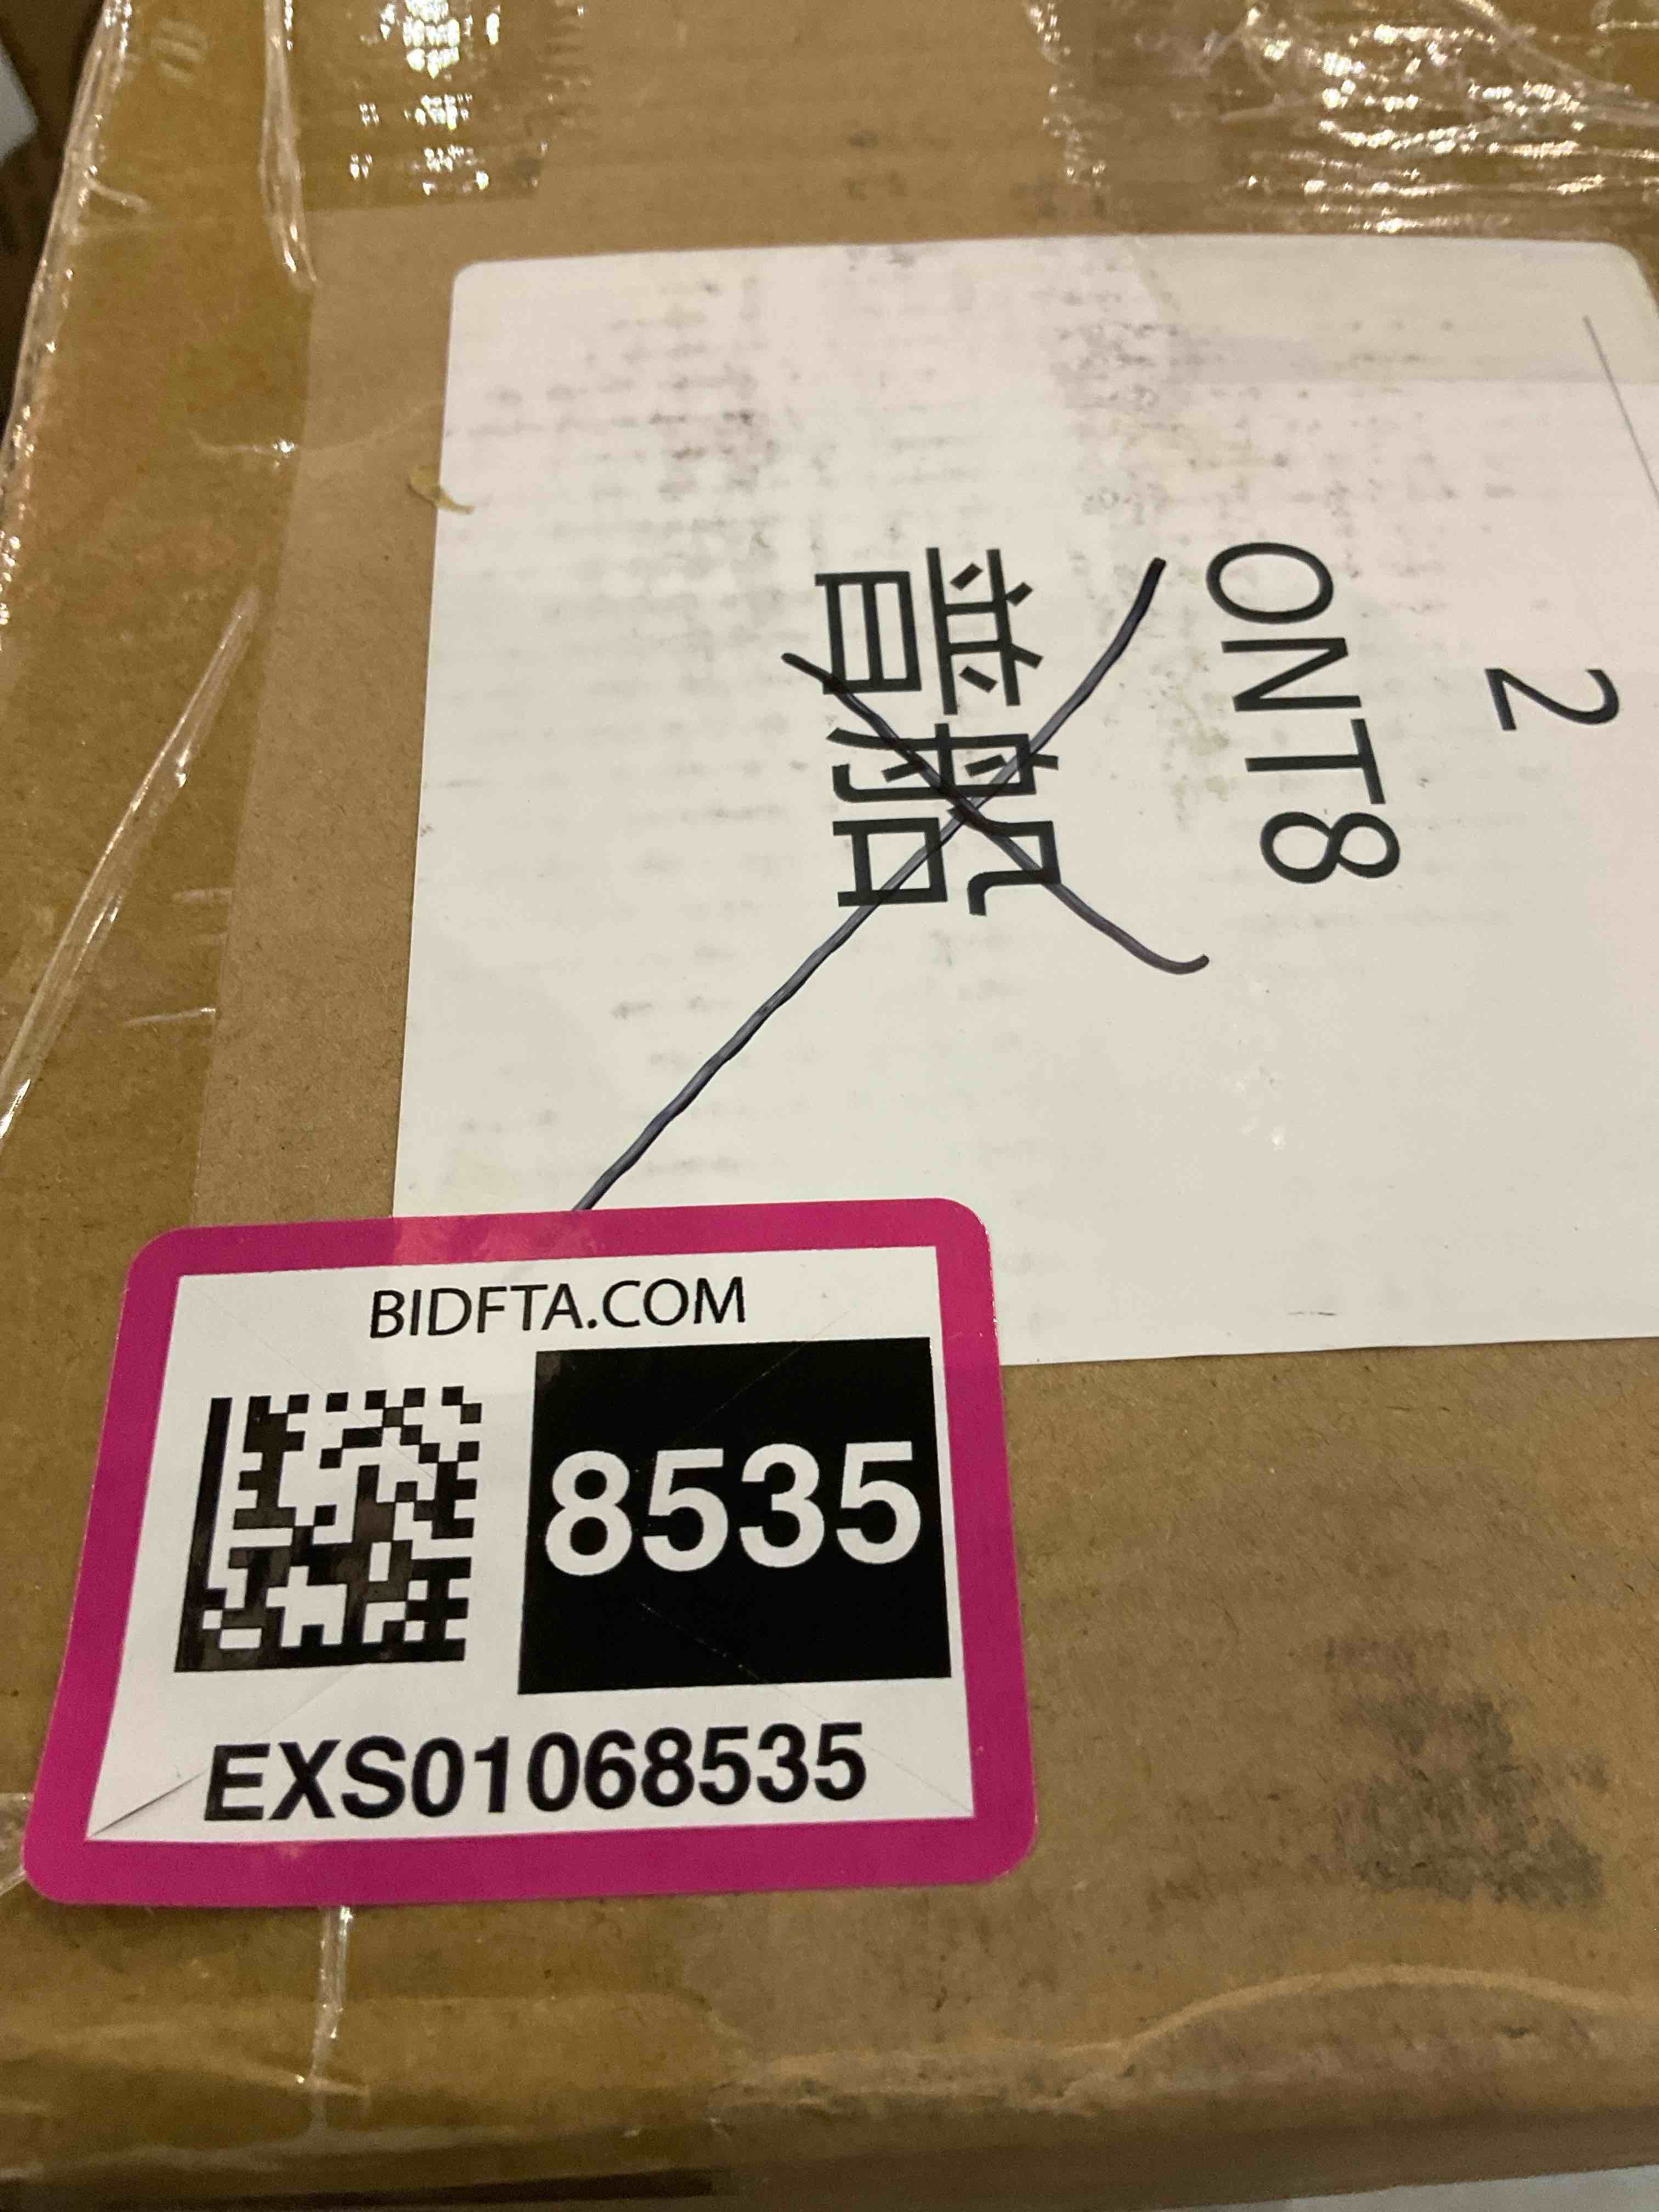 2
ONT8
普船
BIDFTA.COM
8535
EXS01068535